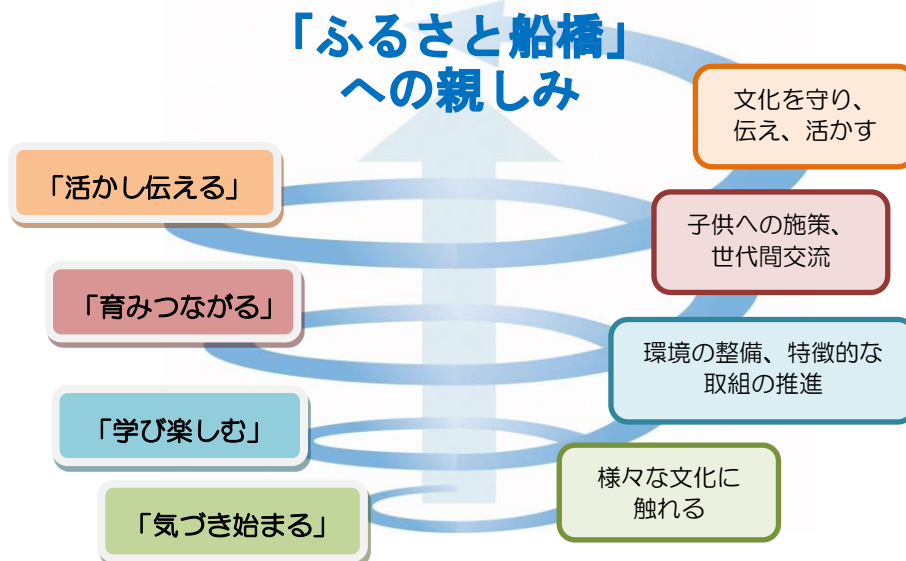 「ふるさと船橋」
への親しみ
文化を守り、
伝え、活かす
「活かし伝える」
子供への施策、
世代間交流
「育みつながる」
環境の整備、特徴的な
取組の推進
「学び楽しむ」
様々な文化に
触れる
「気づき始まる」